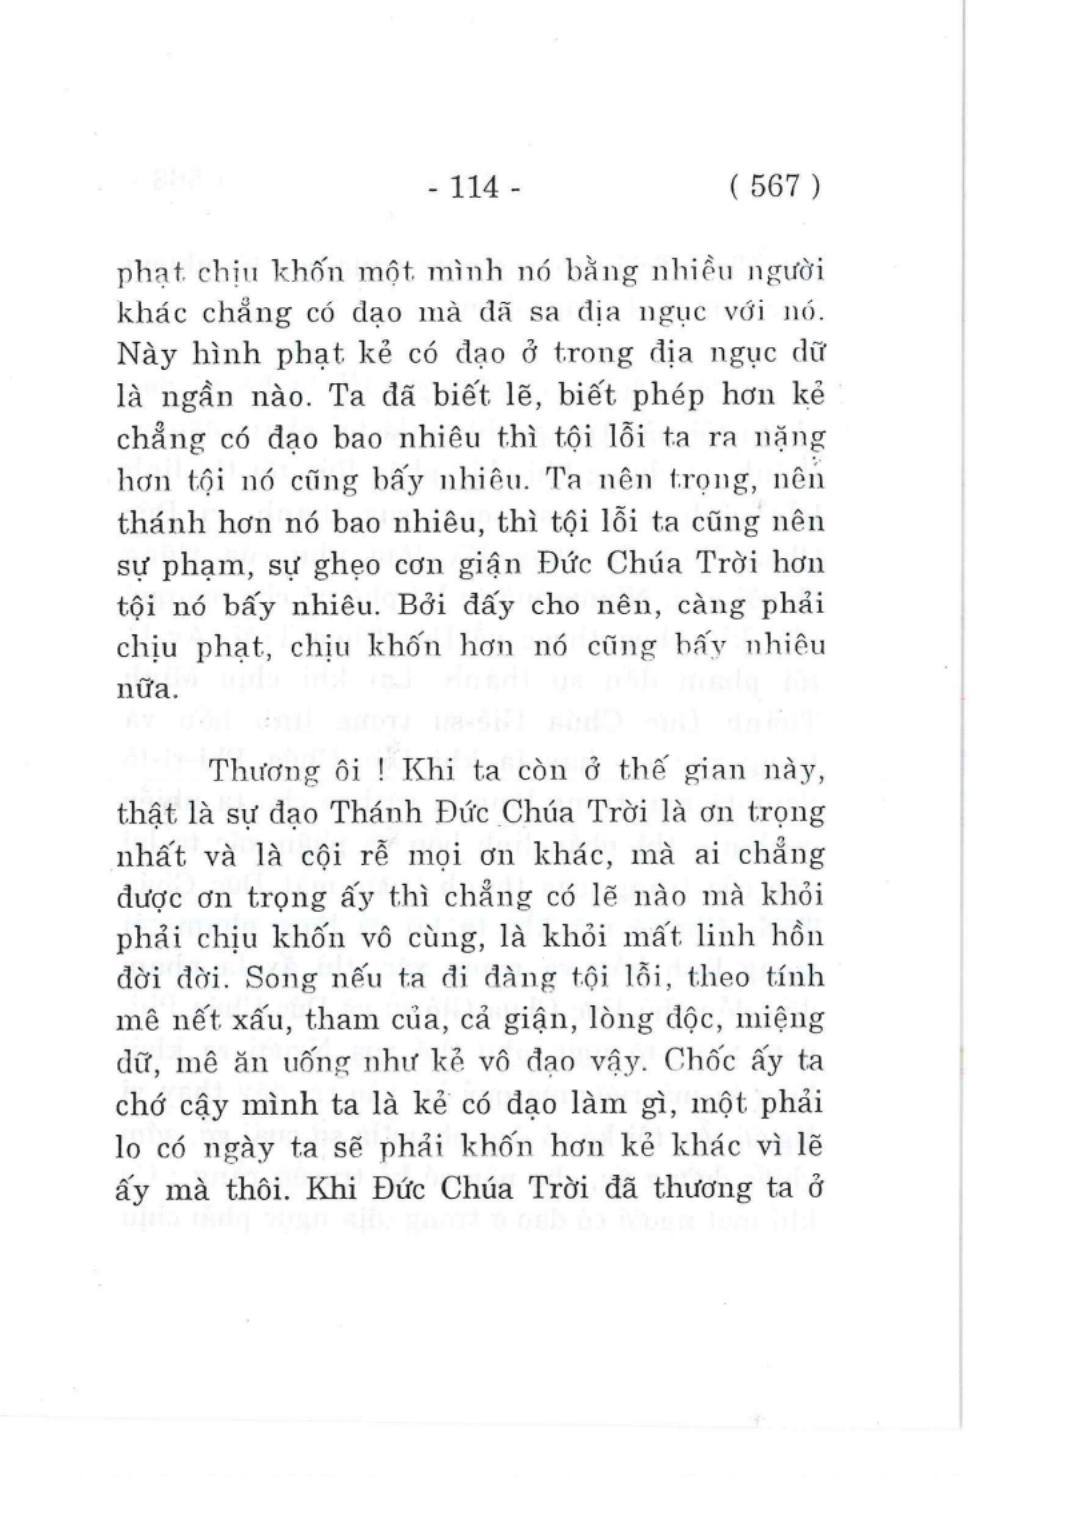 - 114 - ( 567 )
phạt chịu khốn một mình nó bằng nhiều người
khác chẳng có đạo mà đã sa địa ngục với nó.
Này hình phạt kẻ có đạo ở trong địa ngục dữ
là ngần nào. Ta đã biết lẽ, biết phép hơn kẻ
chẳng có đạo bao nhiêu thì tội lỗi ta ra nặng
hơn tội nó cũng bấy nhiêu. Ta nên trọng, nên
thánh hơn nó bao nhiêu, thì tội lỗi ta cũng nên
sự phạm, sự ghẹo cơn giận Đức Chúa Trời hơn
tội nó bấy nhiêu. Bởi đấy cho nên, càng phải
chịu phạt, chịu khốn hơn nó cũng bấy nhiêu
nữa.
Thương ôi ! Khi ta còn ở thế gian này,
thật là sự đạo Thánh Đức Chúa Trời là ơn trọng
nhất và là cội rễ mọi ơn khác, mà ai chẳng
được ơn trọng ấy thì chẳng có lẽ nào mà khỏi
phải chịu khốn vô cùng, là khỏi mất linh hồn
đời đời. Song nếu ta đi đàng tội lỗi, theo tính
mê nết xấu, tham của, cả giận, lòng độc, miệng
dữ, mê ăn uống như kẻ vô đạo vậy. Chốc ấy ta
chớ cậy mình ta là kẻ có đạo làm gì, một phải
lo có ngày ta sẽ phải khốn hơn kẻ khác vì lẽ
ấy mà thôi. Khi Đức Chúa Trời đã thương ta ở